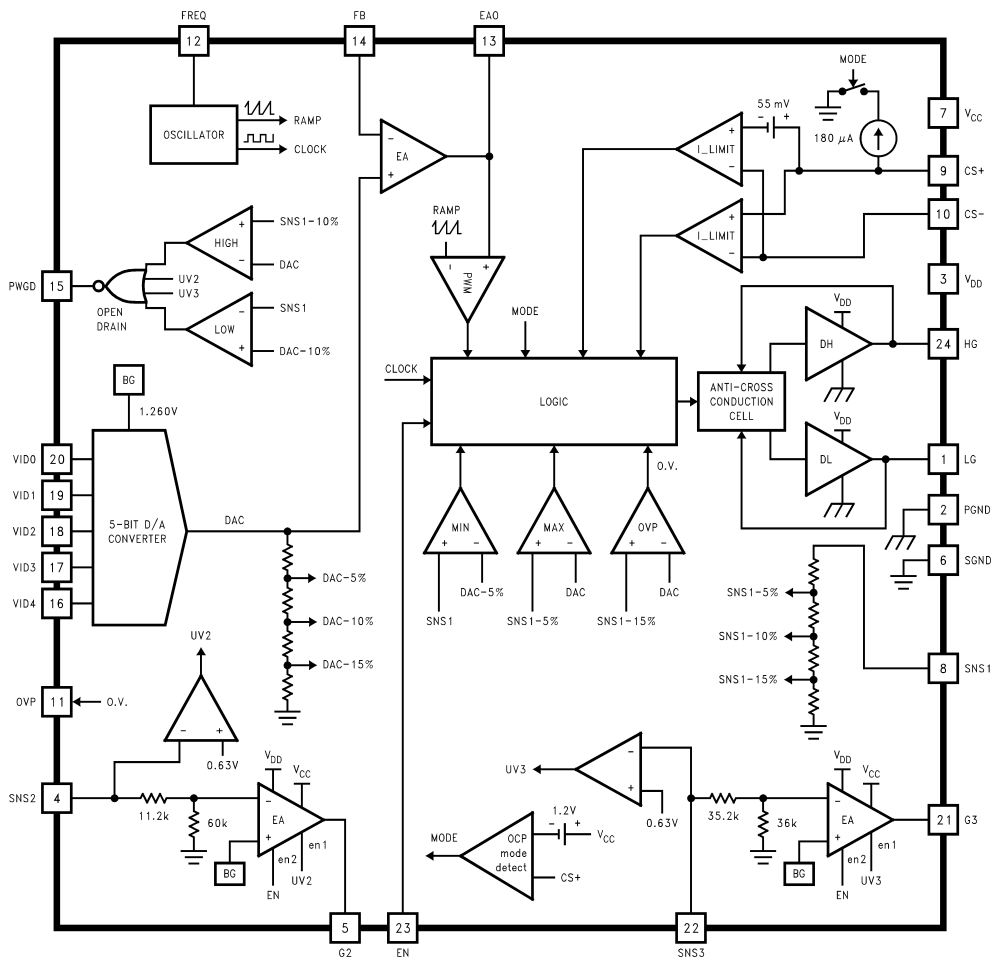 FREQ
FB
EAO
12
14
13
MODE
55 mV
- +
7
VCC
OSCILLATOR
RAMP
CLOCK
-
EA
+
+
I_LIMIT
-
180 μA
9
CS+
10
CS-
RAMP
+
I_LIMIT
-
+
HIGH
-
SNS1-10%
DAC
- +
PWM
3
VDD
PWGD
15
UV2
UV3
OPEN
DRAIN
-
LOW
+
SNS1
DAC-10%
MODE
VDD
DH
24
HG
CLOCK
LOGIC
ANTI-CROSS
CONDUCTION
CELL
BG
1.260V
VDD
DL
1
LG
O.V.
VID0
20
VID1
19
VID2
18
VID3
17
VID4
16
5-BIT D/A
CONVERTER
DAC
MIN
+ -
MAX
+ -
OVP
+ -
2
PGND
6
SGND
DAC-5%
DAC-10%
DAC-15%
DAC-5%
DAC
DAC
SNS1
SNS1-5%
SNS1-15%
SNS1-5%
SNS1-10%
SNS1-15%
8
SNS1
UV2
OVP
11
O.V.
- +
0.63V
SNS2
4
11.2k
60k
VDD
VCC
-
EA
+
BG
en2
en1
EN
UV2
UV3
-
+
0.63V
MODE
OCP
mode
detect
1.2V
- +
VCC
CS+
35.2k
36k
VDD
VCC
-
EA
+
BG
en2
en1
EN
UV3
21
G3
5
23
22
G2
EN
SNS3